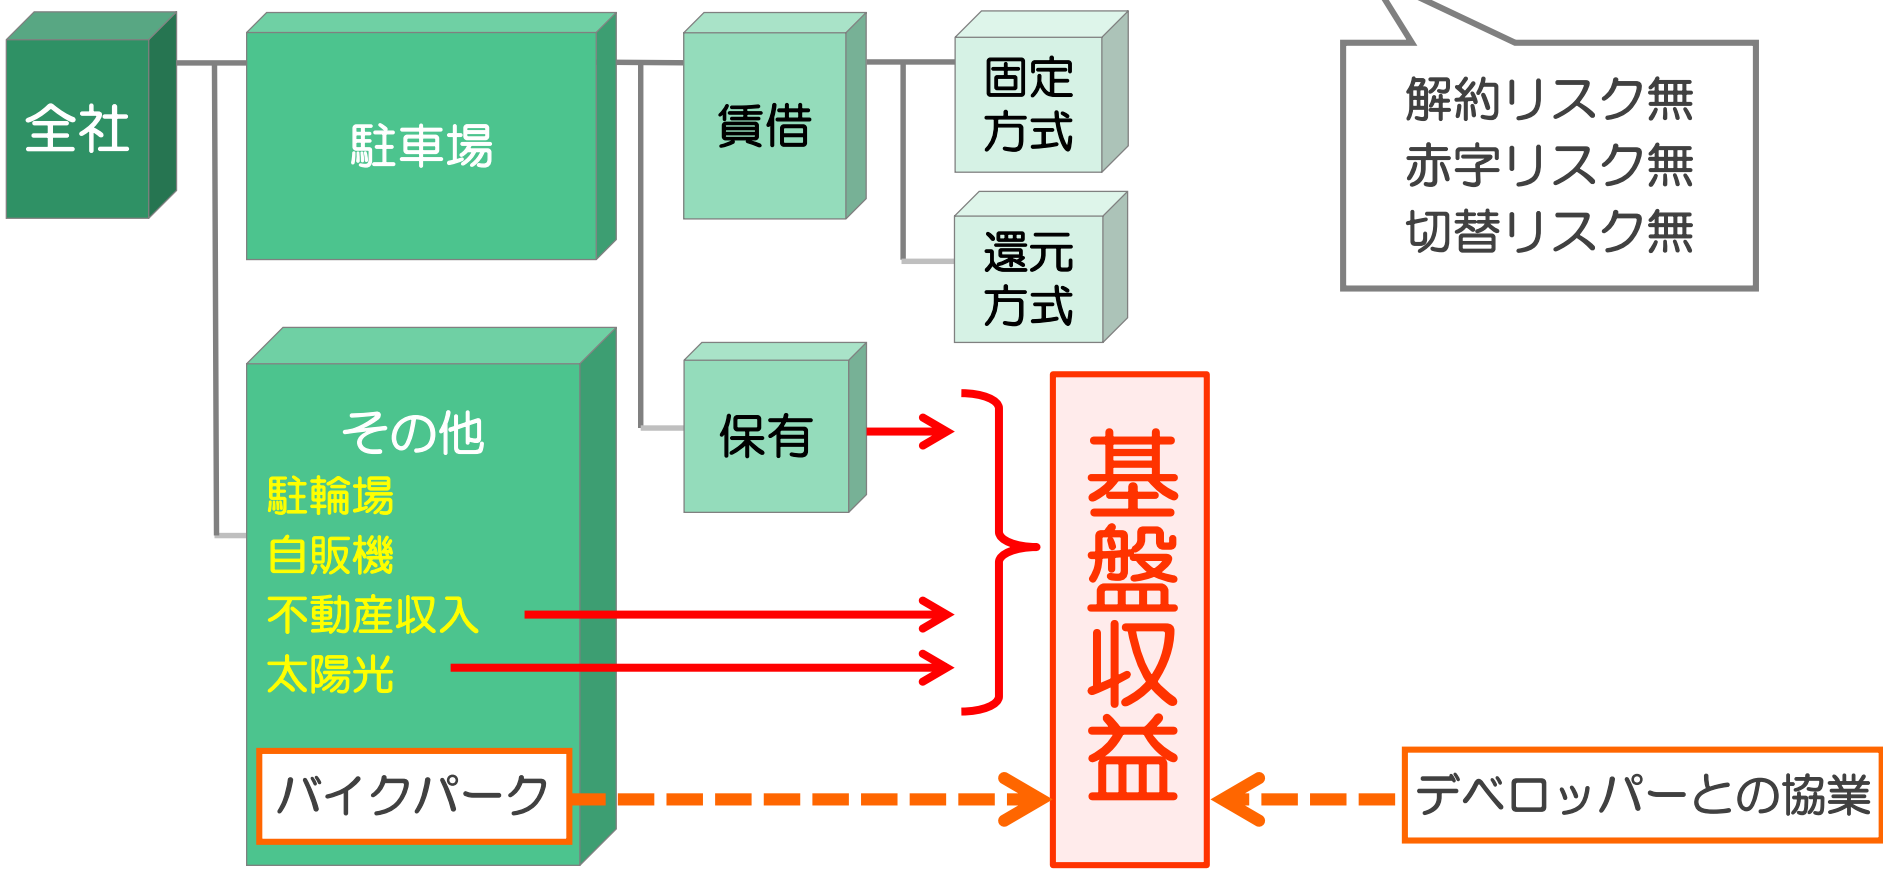 全社
駐車場
賃借
固定
方式
還元
方式
解約リスク無
赤字リスク無
切替リスク無
その他
駐輪場
自販機
不動産収入
太陽光
保有
基盤収益
バイクパーク
デベロッパーとの協業